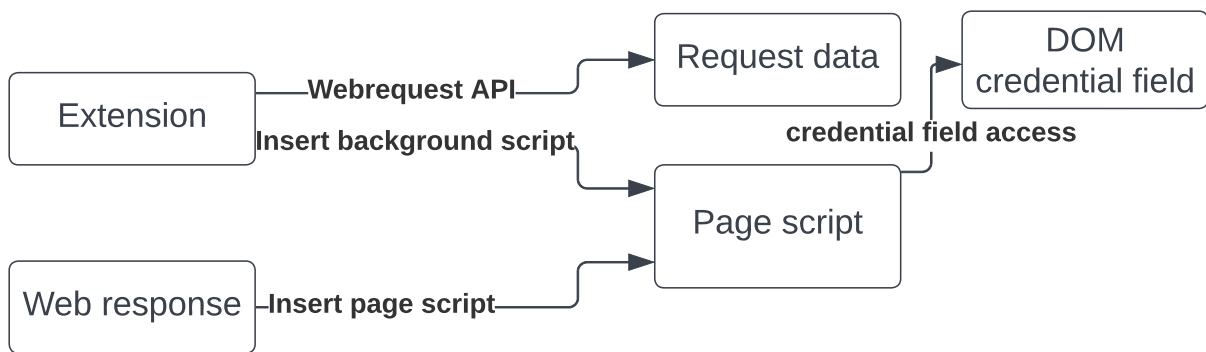 Extension
Webrequest API
Request data
DOM
credential field
Insert background script
credential field access
Page script
Web response
Insert page script